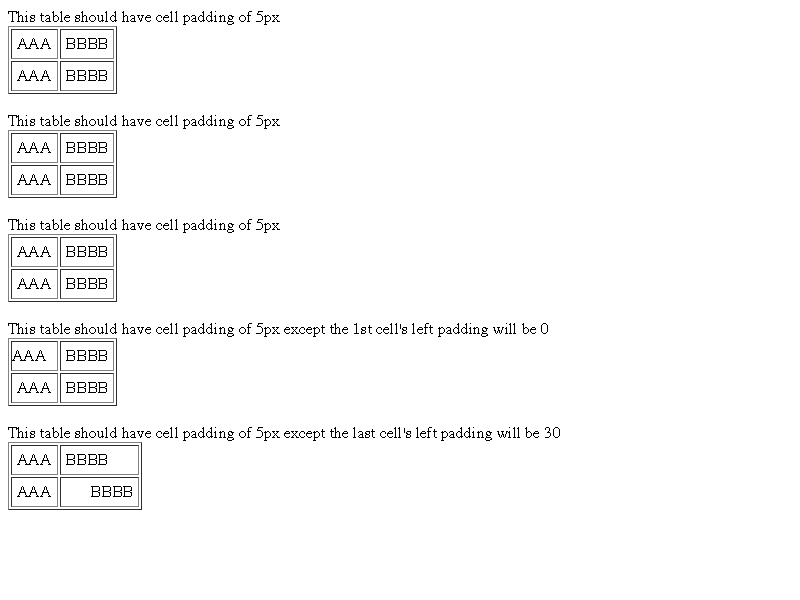 This table should have cell padding of 5px
AAA BBBB
AAA BBBB
This table should have cell padding of 5px
AAA BBBB
AAA BBBB
This table should have cell padding of 5px
AAA BBBB
AAA BBBB
This table should have cell padding of 5px except the 1st cell's left padding will be 0
AAA BBBB
AAA BBBB
This table should have cell padding of 5px except the last cell's left padding will be 30
AAA BBBB
AAA BBBB